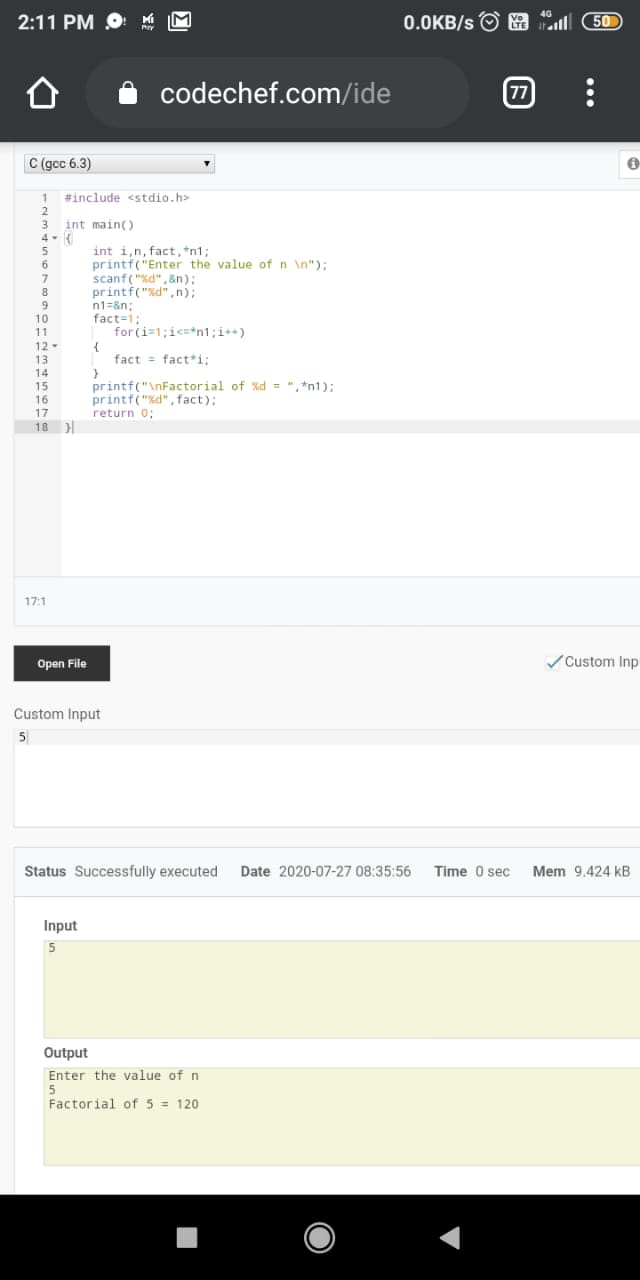 2:11 PM
0.0KB/s Vo LTE 4G 50
codechef.com/ide 77
C (gcc 6.3)
1 #include <stdio.h>
2
3 int main()
4 {
5 int i,n,fact,*n1;
6 printf("Enter the value of n \n");
7 scanf("%d",&n);
8 printf("%d",n);
9 n1=&n;
10 fact=1;
11 for(i=1;i<=*n1;i++)
12 {
13 fact = fact*i;
14 }
15 printf("\nFactorial of %d = ",*n1);
16 printf("%d",fact);
17 return 0;
18 }
17:1
Open File
Custom Inp
Custom Input
5
Status Successfully executed Date 2020-07-27 08:35:56 Time 0 sec Mem 9.424 kB
Input
5
Output
Enter the value of n
5
Factorial of 5 = 120